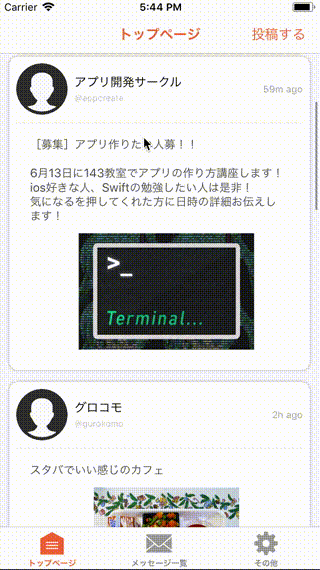 Carrier
5:44 PM
トップページ
投稿する
アプリ開発サークル
@appcreate
59m ago
[募集]アプリ作りたい人募！！
6月13日に143教室でアプリの作り方講座します！
ios好きな人、Swiftの勉強したい人は是非！
気になるを押してくれた方に日時の詳細お伝えし
ます！
>_
Terminal...
グロコモ
@gurokomo
2h ago
スタバでいい感じのカフェ
トップページ
メッセージ一覧
その他